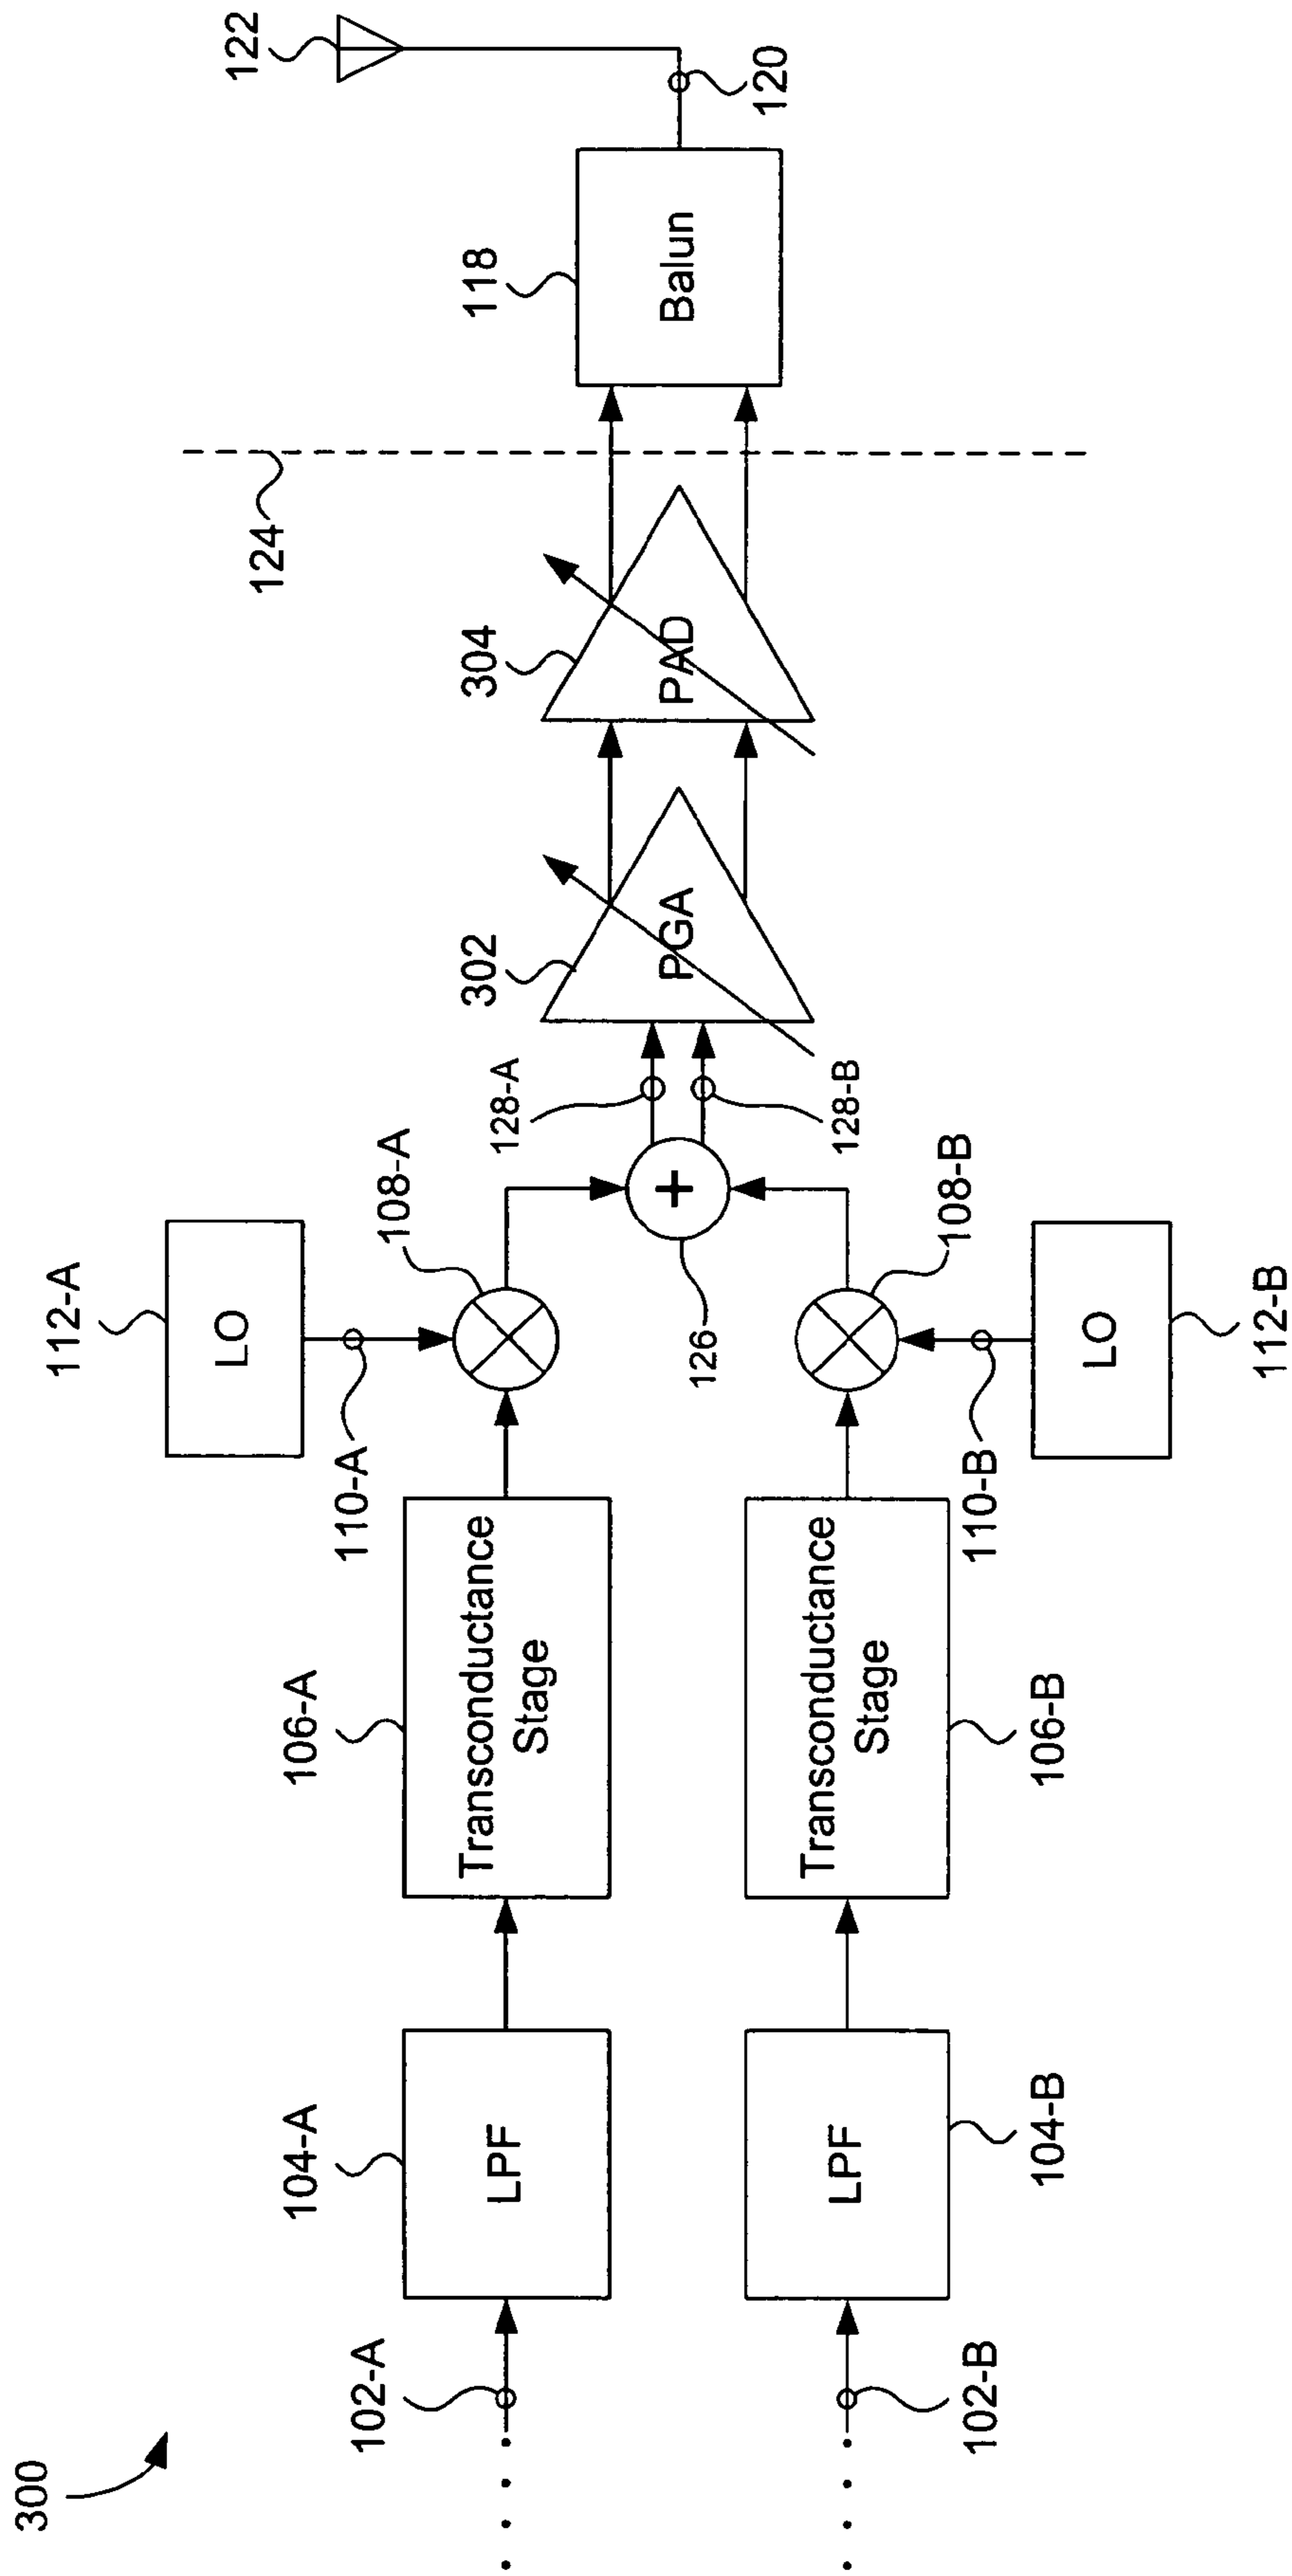 300
102-A
104-A
LPF
106-A
Transconductance
Stage
110-A
112-A
LO
108-A
102-B
104-B
LPF
106-B
Transconductance
Stage
110-B
112-B
LO
108-B
126
+
128-A
128-B
302
PGA
304
PAD
124
118
Balun
120
122